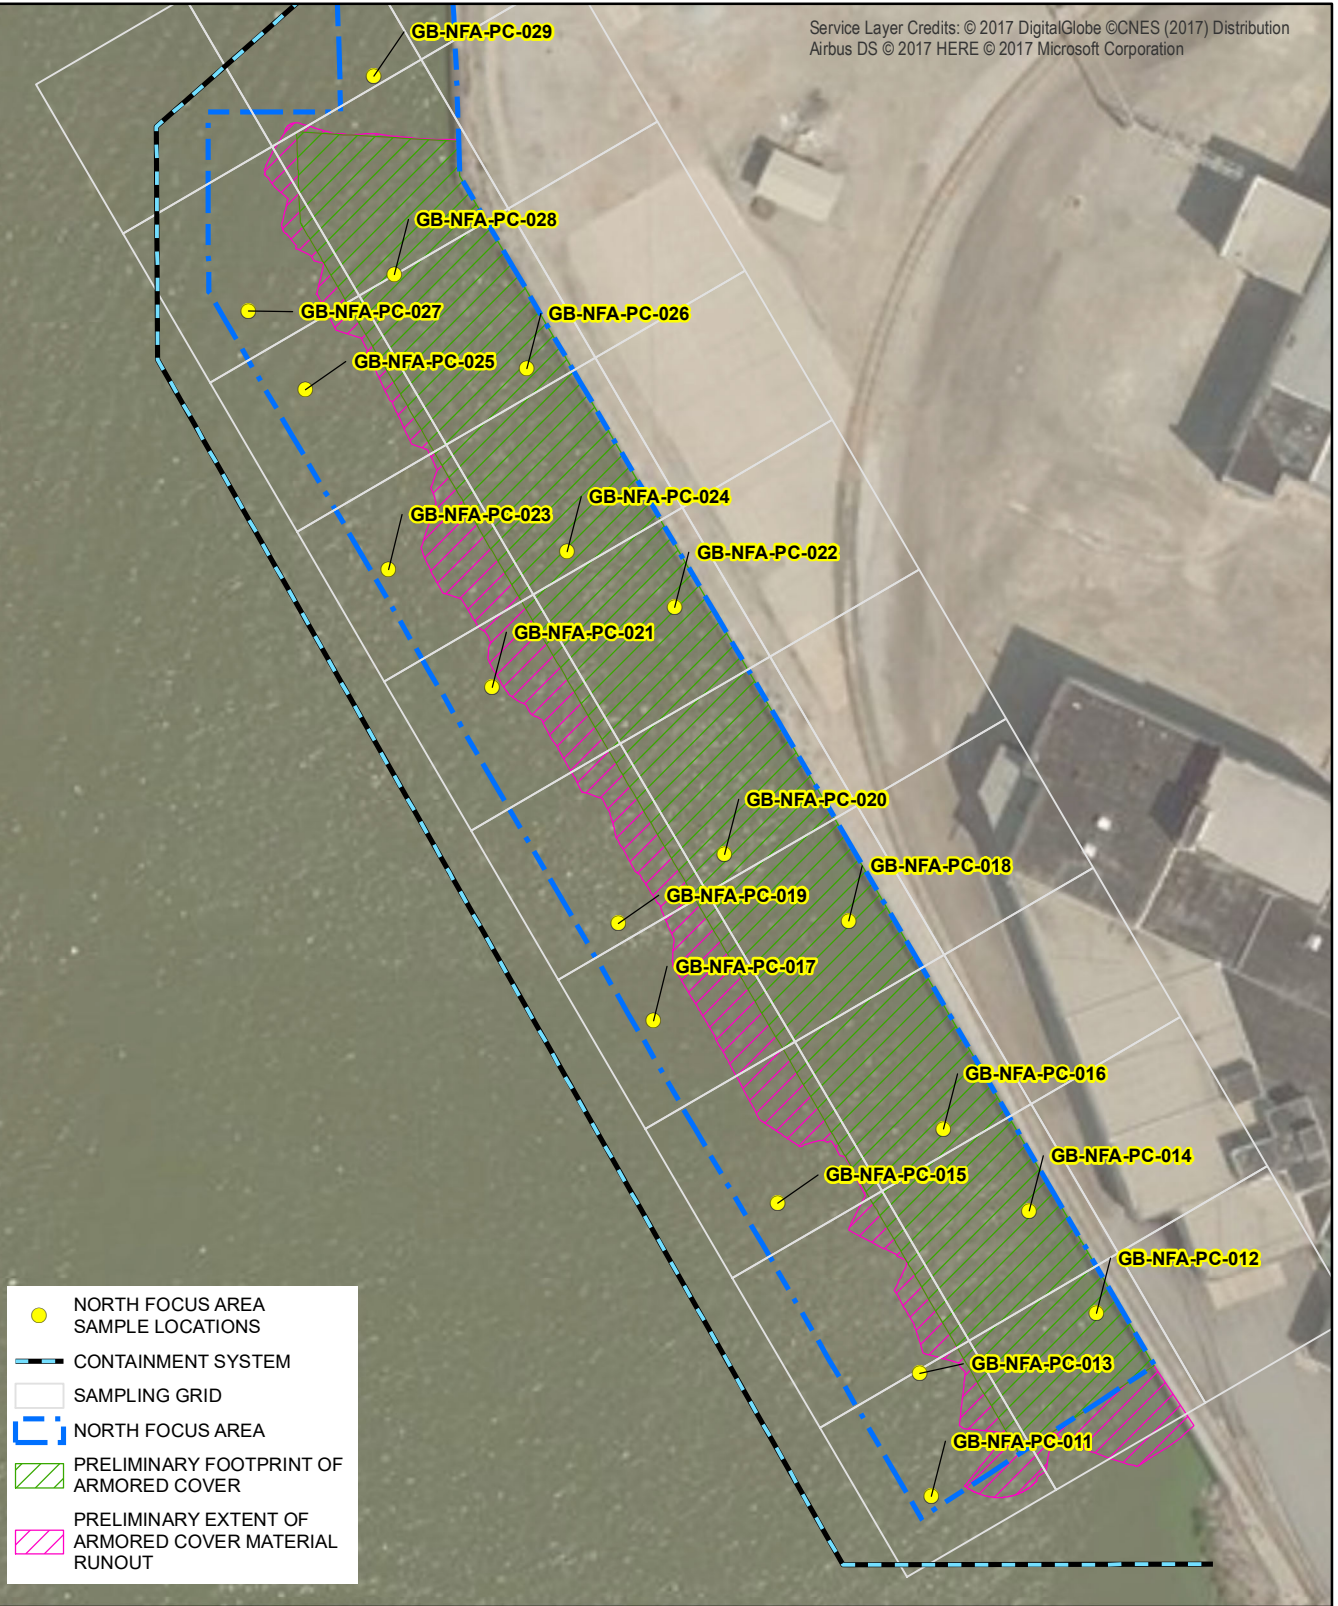 Service Layer Credits: © 2017 DigitalGlobe ©CNES (2017) Distribution
Airbus DS © 2017 HERE © 2017 Microsoft Corporation
GB-NFA-PC-029
GB-NFA-PC-028
GB-NFA-PC-027
GB-NFA-PC-026
GB-NFA-PC-025
GB-NFA-PC-024
GB-NFA-PC-023
GB-NFA-PC-022
GB-NFA-PC-021
GB-NFA-PC-020
GB-NFA-PC-018
GB-NFA-PC-019
GB-NFA-PC-017
GB-NFA-PC-016
GB-NFA-PC-014
GB-NFA-PC-015
GB-NFA-PC-012
GB-NFA-PC-013
GB-NFA-PC-011
NORTH FOCUS AREA
SAMPLE LOCATIONS
CONTAINMENT SYSTEM
SAMPLING GRID
NORTH FOCUS AREA
PRELIMINARY FOOTPRINT OF
ARMORED COVER
PRELIMINARY EXTENT OF
ARMORED COVER MATERIAL
RUNOUT